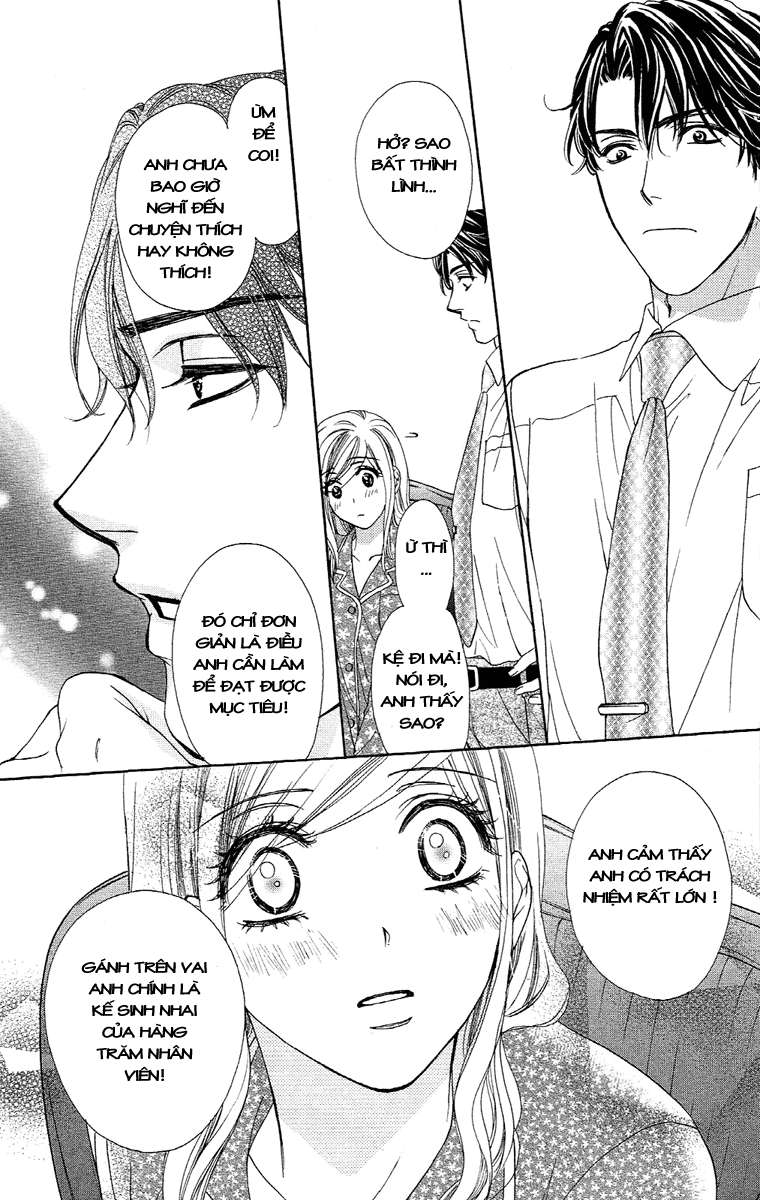 HỞ? SAO
BẤT THÌNH
LÌNH...
Ừ THÌ
...
KỆ ĐI MÀ!
NÓI ĐI,
ANH THẤY
SAO?
ỪM
ĐỂ
COI!
ANH CHƯA
BAO GIỜ
NGHĨ ĐẾN
CHUYỆN THÍCH
HAY KHÔNG
THÍCH!
ĐÓ CHỈ ĐƠN
GIẢN LÀ ĐIỀU
ANH CẦN LÀM
ĐỂ ĐẠT ĐƯỢC
MỤC TIÊU!
ANH CẢM THẤY
ANH CÓ TRÁCH
NHIỆM RẤT LỚN !
GÁNH TRÊN VAI
ANH CHÍNH LÀ
KẾ SINH NHAI
CỦA HÀNG
TRĂM NHÂN
VIÊN!